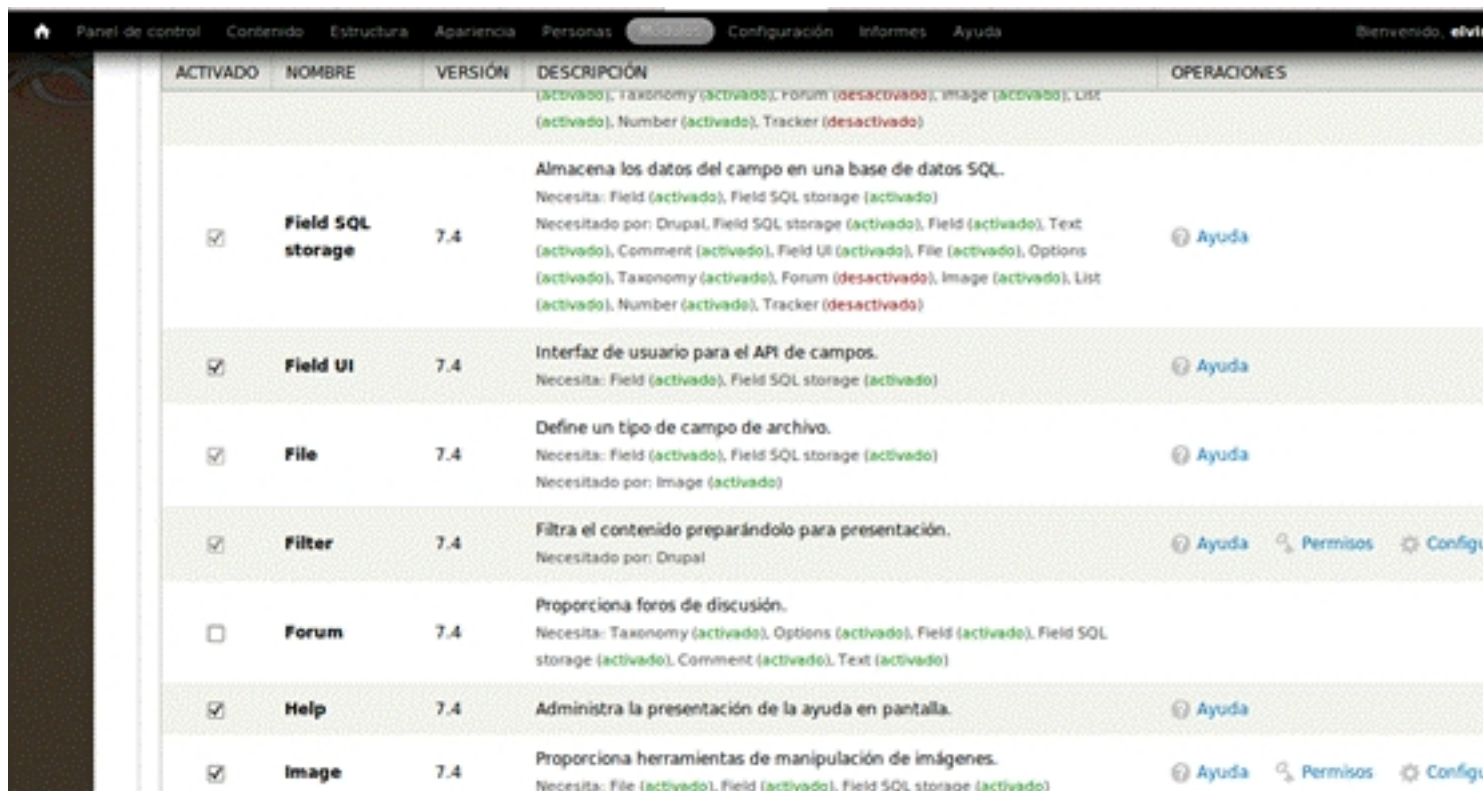 Panel de control Contenido Estructura Apariencia Personas Módulos Configuración Informes Ayuda Bienvenido, elvi
ACTIVADO NOMBRE VERSIÓN DESCRIPCIÓN OPERACIONES
(activado), Taxonomy (activado), Forum (desactivado), Image (activado), List
(activado), Number (activado), Tracker (desactivado)
Almacena los datos del campo en una base de datos SQL.
Necesita: Field (activado), Field SQL storage (activado)
Field SQL storage 7.4 Necesitado por: Drupal, Field SQL storage (activado), Field (activado), Text
(activado), Comment (activado), Field UI (activado), File (activado), Options Ayuda
(activado), Taxonomy (activado), Forum (desactivado), Image (activado), List
(activado), Number (activado), Tracker (desactivado)
Field UI 7.4 Interfaz de usuario para el API de campos. Ayuda
Necesita: Field (activado), Field SQL storage (activado)
Define un tipo de campo de archivo.
File 7.4 Necesita: Field (activado), Field SQL storage (activado) Ayuda
Necesitado por: Image (activado)
Filter 7.4 Filtra el contenido preparándolo para presentación. Ayuda Permisos Configu
Necesitado por: Drupal
Proporciona foros de discusión.
Forum 7.4 Necesita: Taxonomy (activado), Options (activado), Field (activado), Field SQL
storage (activado), Comment (activado), Text (activado)
Help 7.4 Administra la presentación de la ayuda en pantalla. Ayuda
Image 7.4 Proporciona herramientas de manipulación de imágenes. Ayuda Permisos Configu
Necesita: File (activado), Field (activado), Field SQL storage (activado)